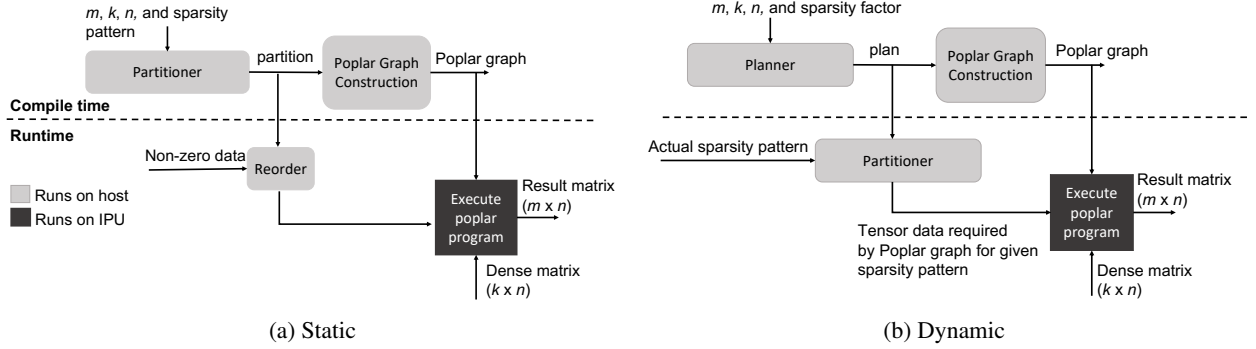 m, k, n, and sparsity
pattern
Partitioner
partition
Poplar Graph
Construction
Poplar graph
Compile time
Runtime
Non-zero data
Reorder
Runs on host
Runs on IPU
Execute
poplar
program
Result matrix
(m x n)
Dense matrix
(k x n)
(a) Static
m, k, n, and sparsity factor
Planner
plan
Poplar Graph
Construction
Poplar graph
Actual sparsity pattern
Partitioner
Tensor data required
by Poplar graph for given
sparsity pattern
Execute
poplar
program
Result matrix
(m x n)
Dense matrix
(k x n)
(b) Dynamic